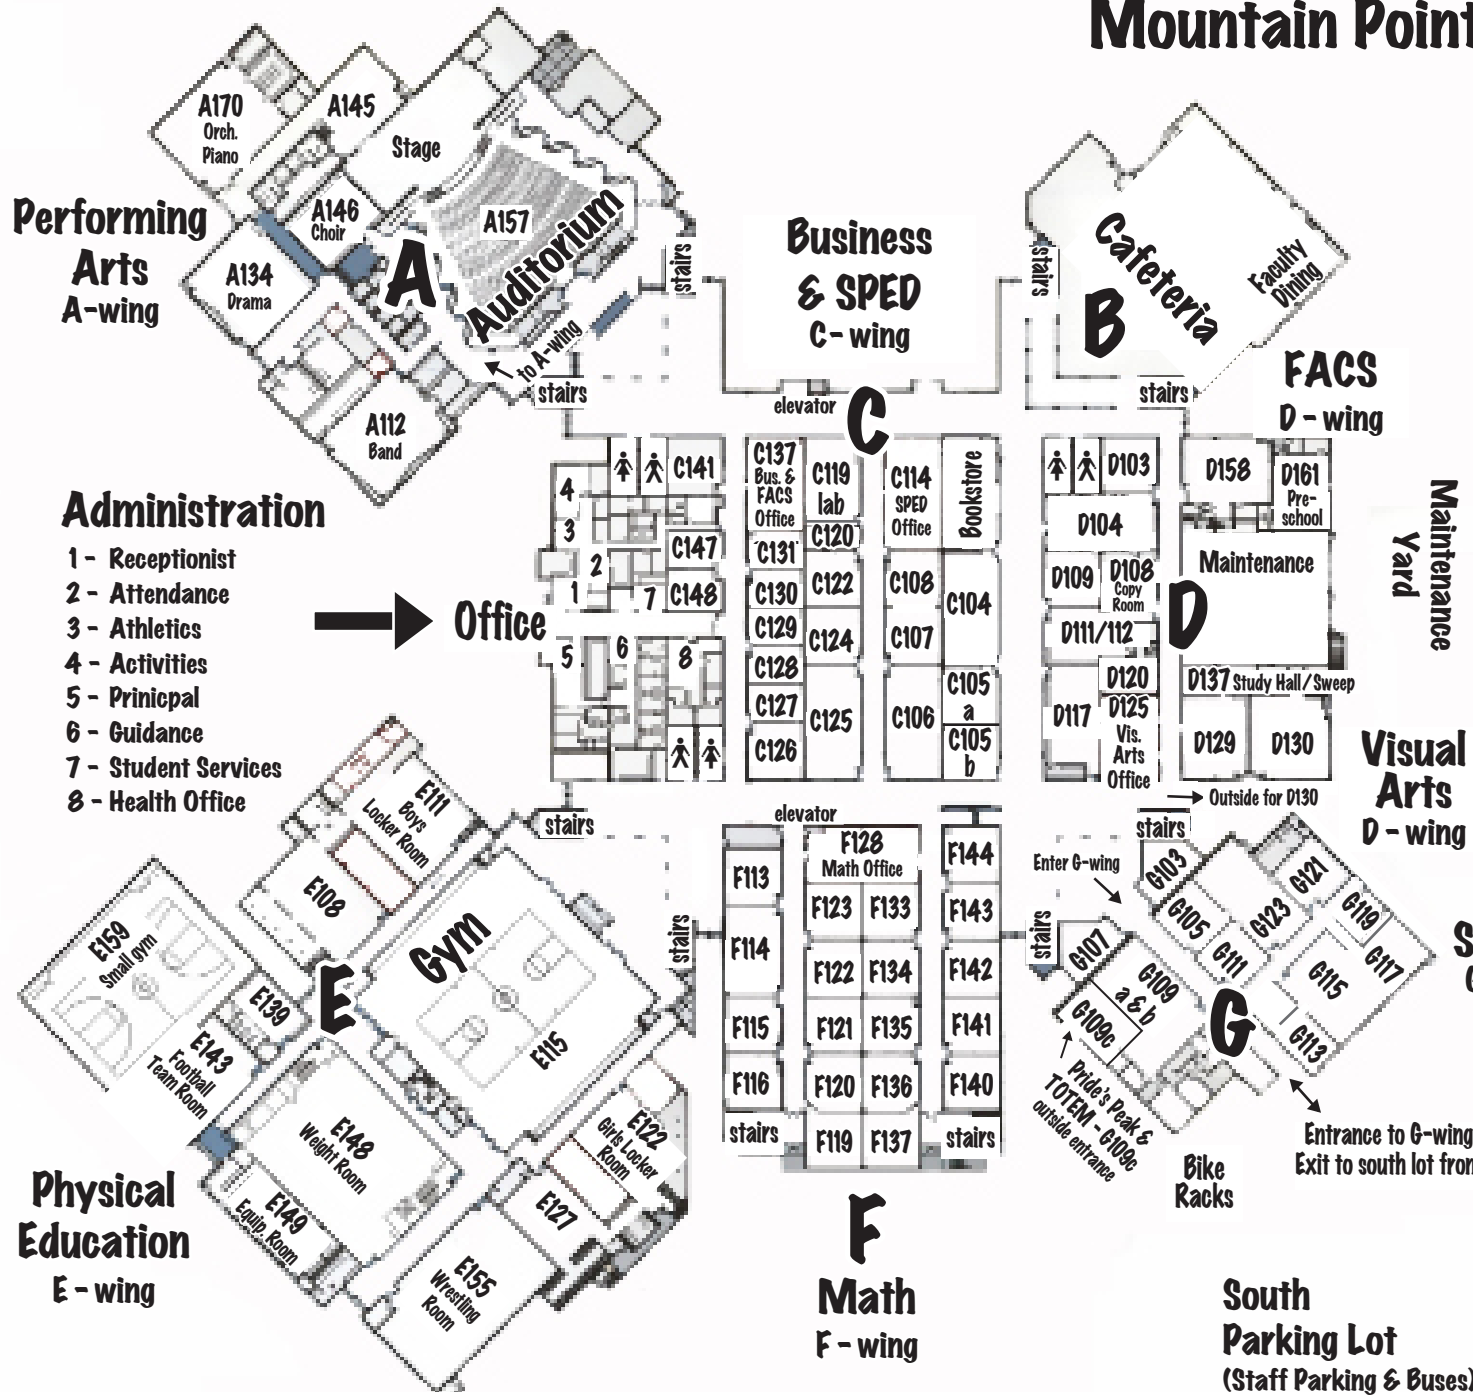 Mountain Point
A170
Orch.
Piano
A145
Stage
A146
Choir
A157
Auditorium
A
A134
Drama
A112
Band
to A-wing
stairs
stairs
Performing
Arts
A-wing
Business
& SPED
C- wing
elevator
C
stairs
Cafeteria
B
Faculty
Dining
stairs
FACS
D - wing
Administration
1 - Receptionist
2 - Attendance
3 - Athletics
4 - Activities
5 - Prinicpal
6 - Guidance
7 - Student Services
8 - Health Office
Office
4
3
2
1
7
5
6
8
C141
C147
C148
C137
Bus. &
FACS
Office
C131
C130
C129
C128
C127
C126
C119
lab
C120
C122
C124
C125
C114
SPED
Office
C108
C107
C106
Bookstore
C104
C105
a
C105
b
D103
D104
D109
D108
Copy
Room
D111/112
D120
D117
D125
Vis.
Arts
Office
D
D158
D161
Pre-
school
Maintenance
D137 Study Hall/Sweep
D129
D130
Maintenance
Yard
Outside for D130
Visual
Arts
D - wing
E111
Boys
Locker Room
E108
stairs
Gym
E115
stairs
E159
Small gym
E139
E
E143
Football
Team Room
E148
Weight Room
E149
Equip. Room
E122
Girls Locker
Room
E127
E155
Wrestling
Room
Physical
Education
E - wing
elevator
F113
F114
F115
F116
stairs
F128
Math Office
F123
F133
F122
F134
F121
F135
F120
F136
F119
F137
F144
F143
F142
F141
F140
stairs
F
Math
F - wing
stairs
Enter G-wing
stairs
G103
G105
G107
G109
a & b
G109c
G111
G123
G121
G119
G117
G115
G113
G
S
Pride's Peak &
TOTEM - G109c
outside entrance
Bike
Racks
Entrance to G-wing
Exit to south lot from
South
Parking Lot
(Staff Parking & Buses)